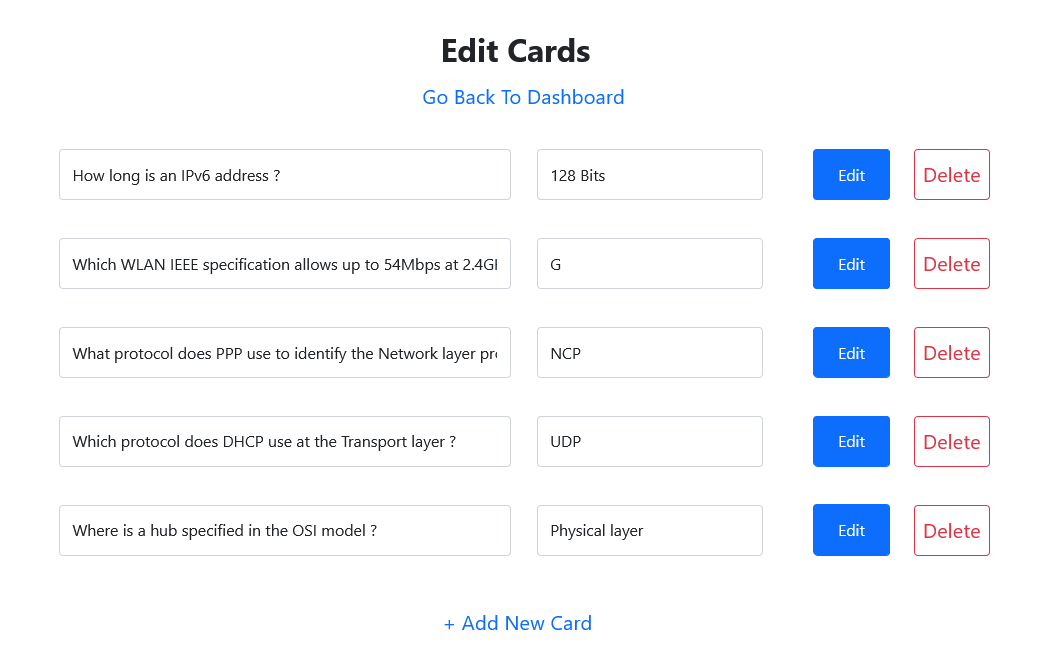 Edit Cards
Go Back To Dashboard
How long is an IPv6 address ? 128 Bits Edit Delete
Which WLAN IEEE specification allows up to 54Mbps at 2.4G G Edit Delete
What protocol does PPP use to identify the Network layer pr NCP Edit Delete
Which protocol does DHCP use at the Transport layer ? UDP Edit Delete
Where is a hub specified in the OSI model ? Physical layer Edit Delete
+ Add New Card